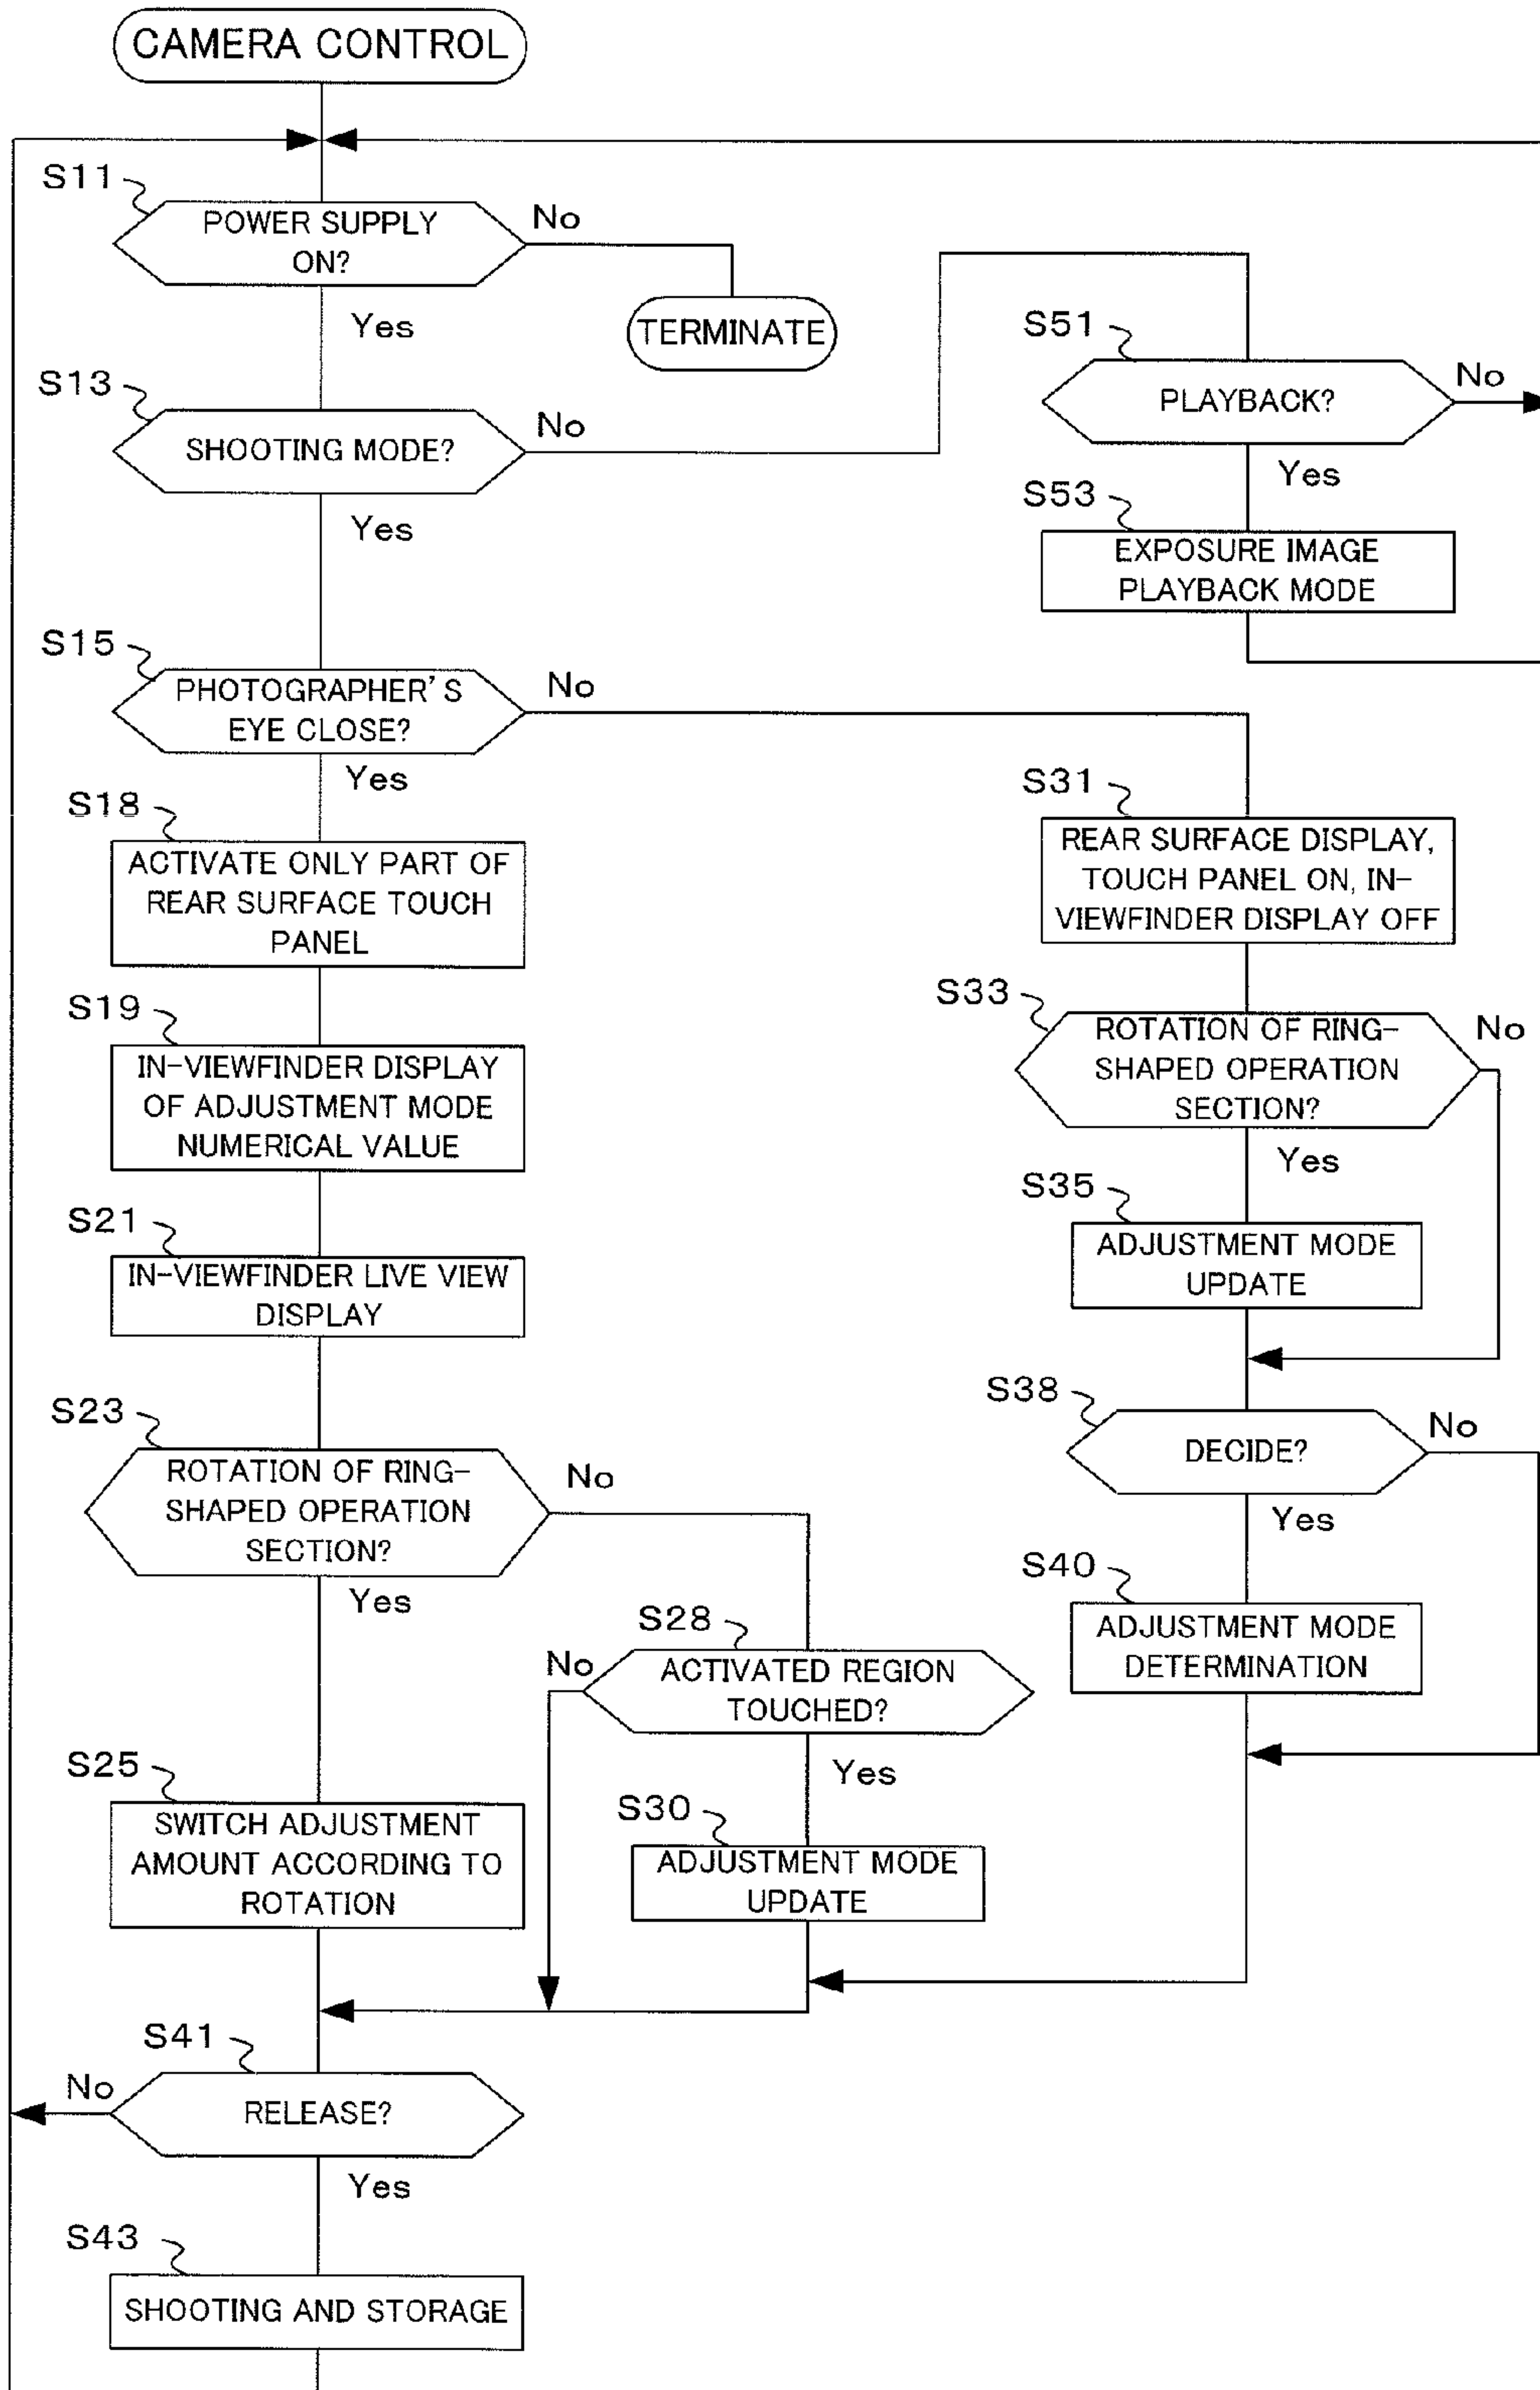 CAMERA CONTROL
S11
POWER SUPPLY
ON?
No
Yes
TERMINATE
S13
SHOOTING MODE?
No
Yes
S51
PLAYBACK?
No
Yes
S53
EXPOSURE IMAGE
PLAYBACK MODE
S15
PHOTOGRAPHER'S
EYE CLOSE?
No
Yes
S18
ACTIVATE ONLY PART OF
REAR SURFACE TOUCH
PANEL
S19
IN-VIEWFINDER DISPLAY
OF ADJUSTMENT MODE
NUMERICAL VALUE
S21
IN-VIEWFINDER LIVE VIEW
DISPLAY
S23
ROTATION OF RING-
SHAPED OPERATION
SECTION?
No
Yes
S25
SWITCH ADJUSTMENT
AMOUNT ACCORDING TO
ROTATION
S28
ACTIVATED REGION
TOUCHED?
No
Yes
S30
ADJUSTMENT MODE
UPDATE
S31
REAR SURFACE DISPLAY,
TOUCH PANEL ON, IN-
VIEWFINDER DISPLAY OFF
S33
ROTATION OF RING-
SHAPED OPERATION
SECTION?
No
Yes
S35
ADJUSTMENT MODE
UPDATE
S38
DECIDE?
No
Yes
S40
ADJUSTMENT MODE
DETERMINATION
S41
RELEASE?
No
Yes
S43
SHOOTING AND STORAGE